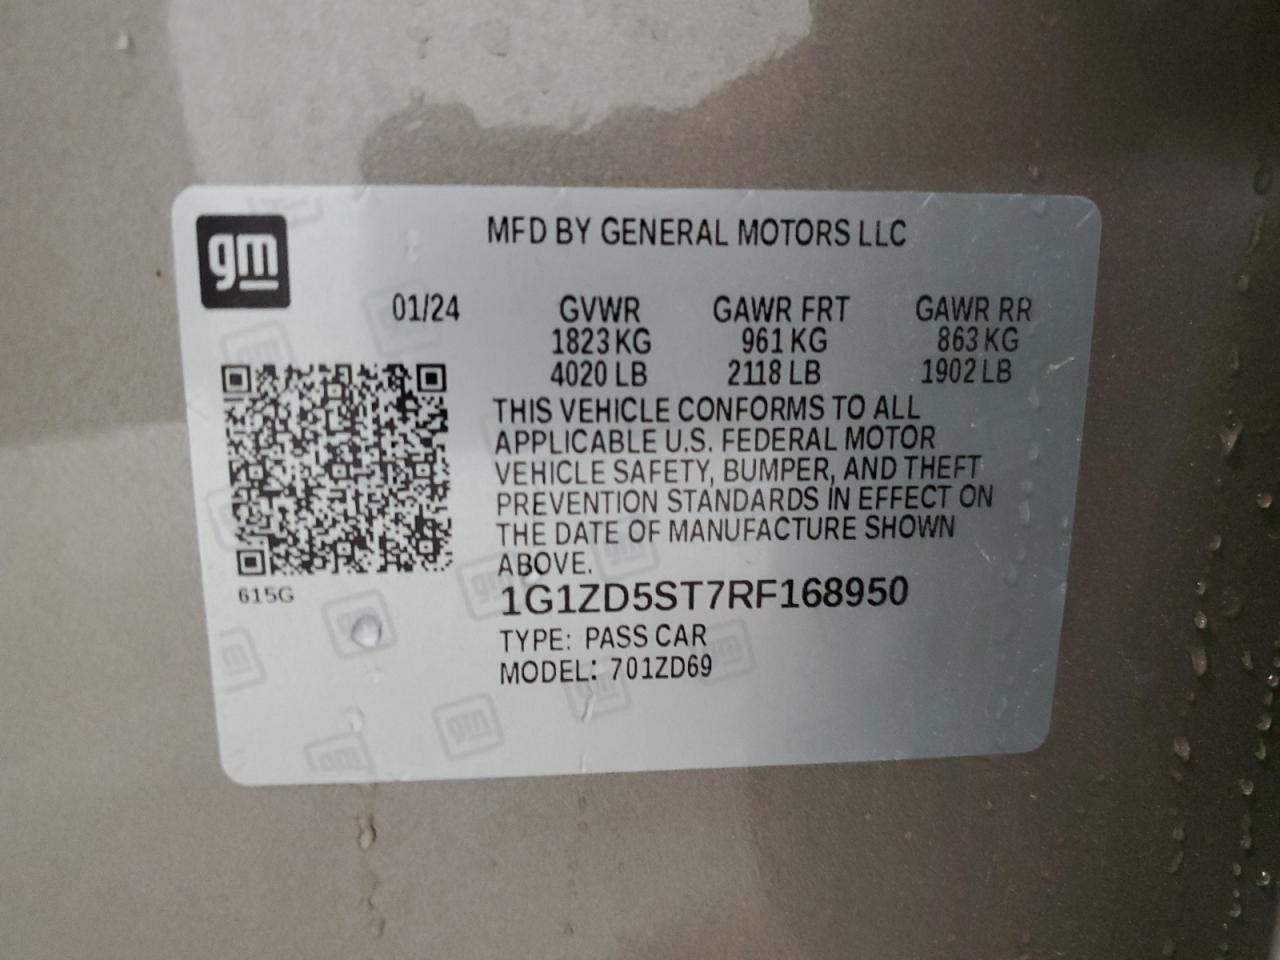 gm
MFD BY GENERAL MOTORS LLC
01/24 GVWR GAWR FRT GAWR RR
1823 KG 961 KG 863 KG
4020 LB 2118 LB 1902 LB
THIS VEHICLE CONFORMS TO ALL
APPLICABLE U.S. FEDERAL MOTOR
VEHICLE SAFETY, BUMPER, AND THEFT
PREVENTION STANDARDS IN EFFECT ON
THE DATE OF MANUFACTURE SHOWN
ABOVE.
615G
1G1ZD5ST7RF168950
TYPE: PASS CAR
MODEL: 701ZD69